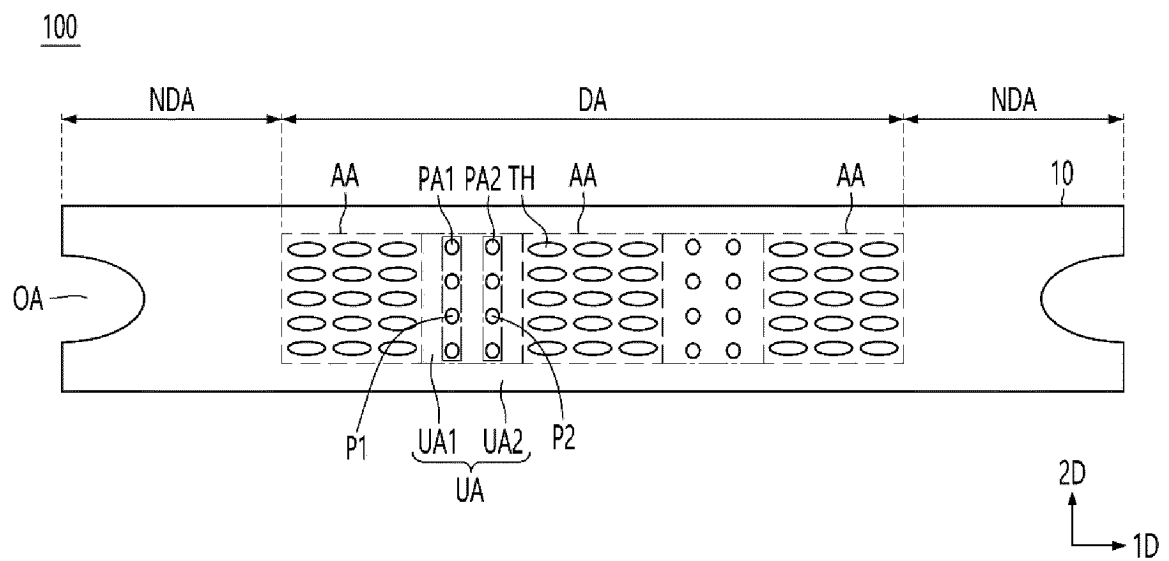 100
NDA DA NDA
AA PA1 PA2 TH AA AA 10
OA
P1 UA1 UA2 P2
UA
2D
1D